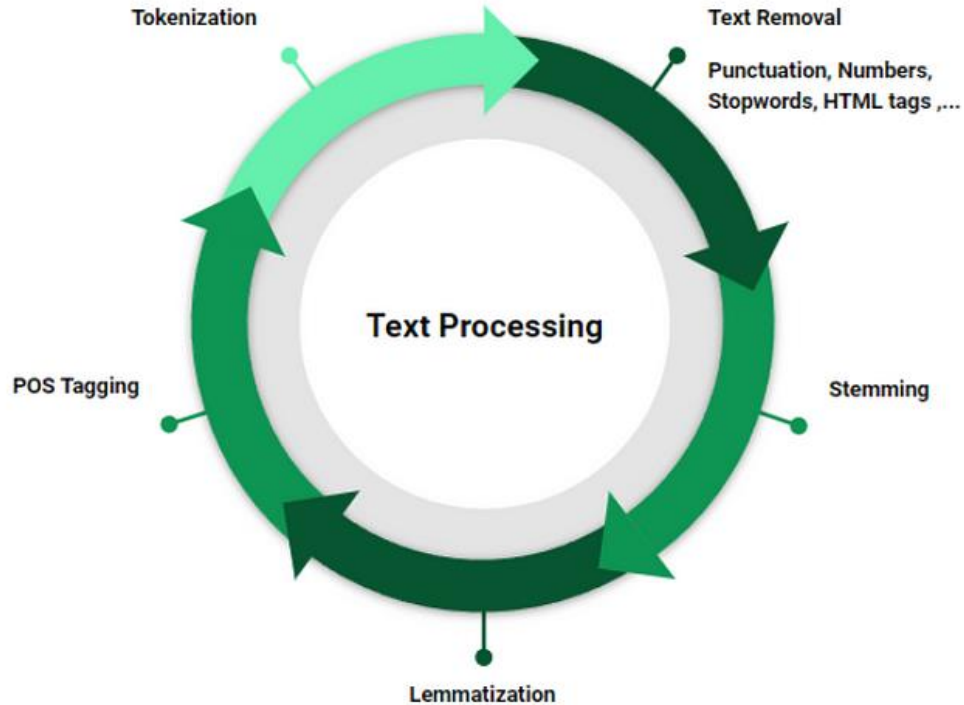 Tokenization
Text Removal
Punctuation, Numbers,
Stopwords, HTML tags ,...
Text Processing
POS Tagging
Stemming
Lemmatization